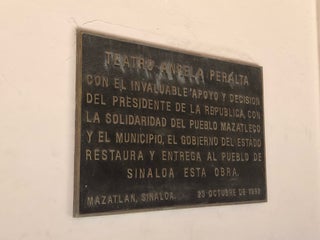 TEATRO ANGELA PERALTA
CON EL INVALUABLE APOYO Y DECISION
DEL PRESIDENTE DE LA REPUBLICA, CON
LA SOLIDARIDAD DEL PUEBLO MAZATLECO
Y EL MUNICIPIO, EL GOBIERNO DEL ESTADO
RESTAURA Y ENTREGA AL PUEBLO DE
SINALOA ESTA OBRA.
MAZATLAN, SINALOA. OCTUBRE DE